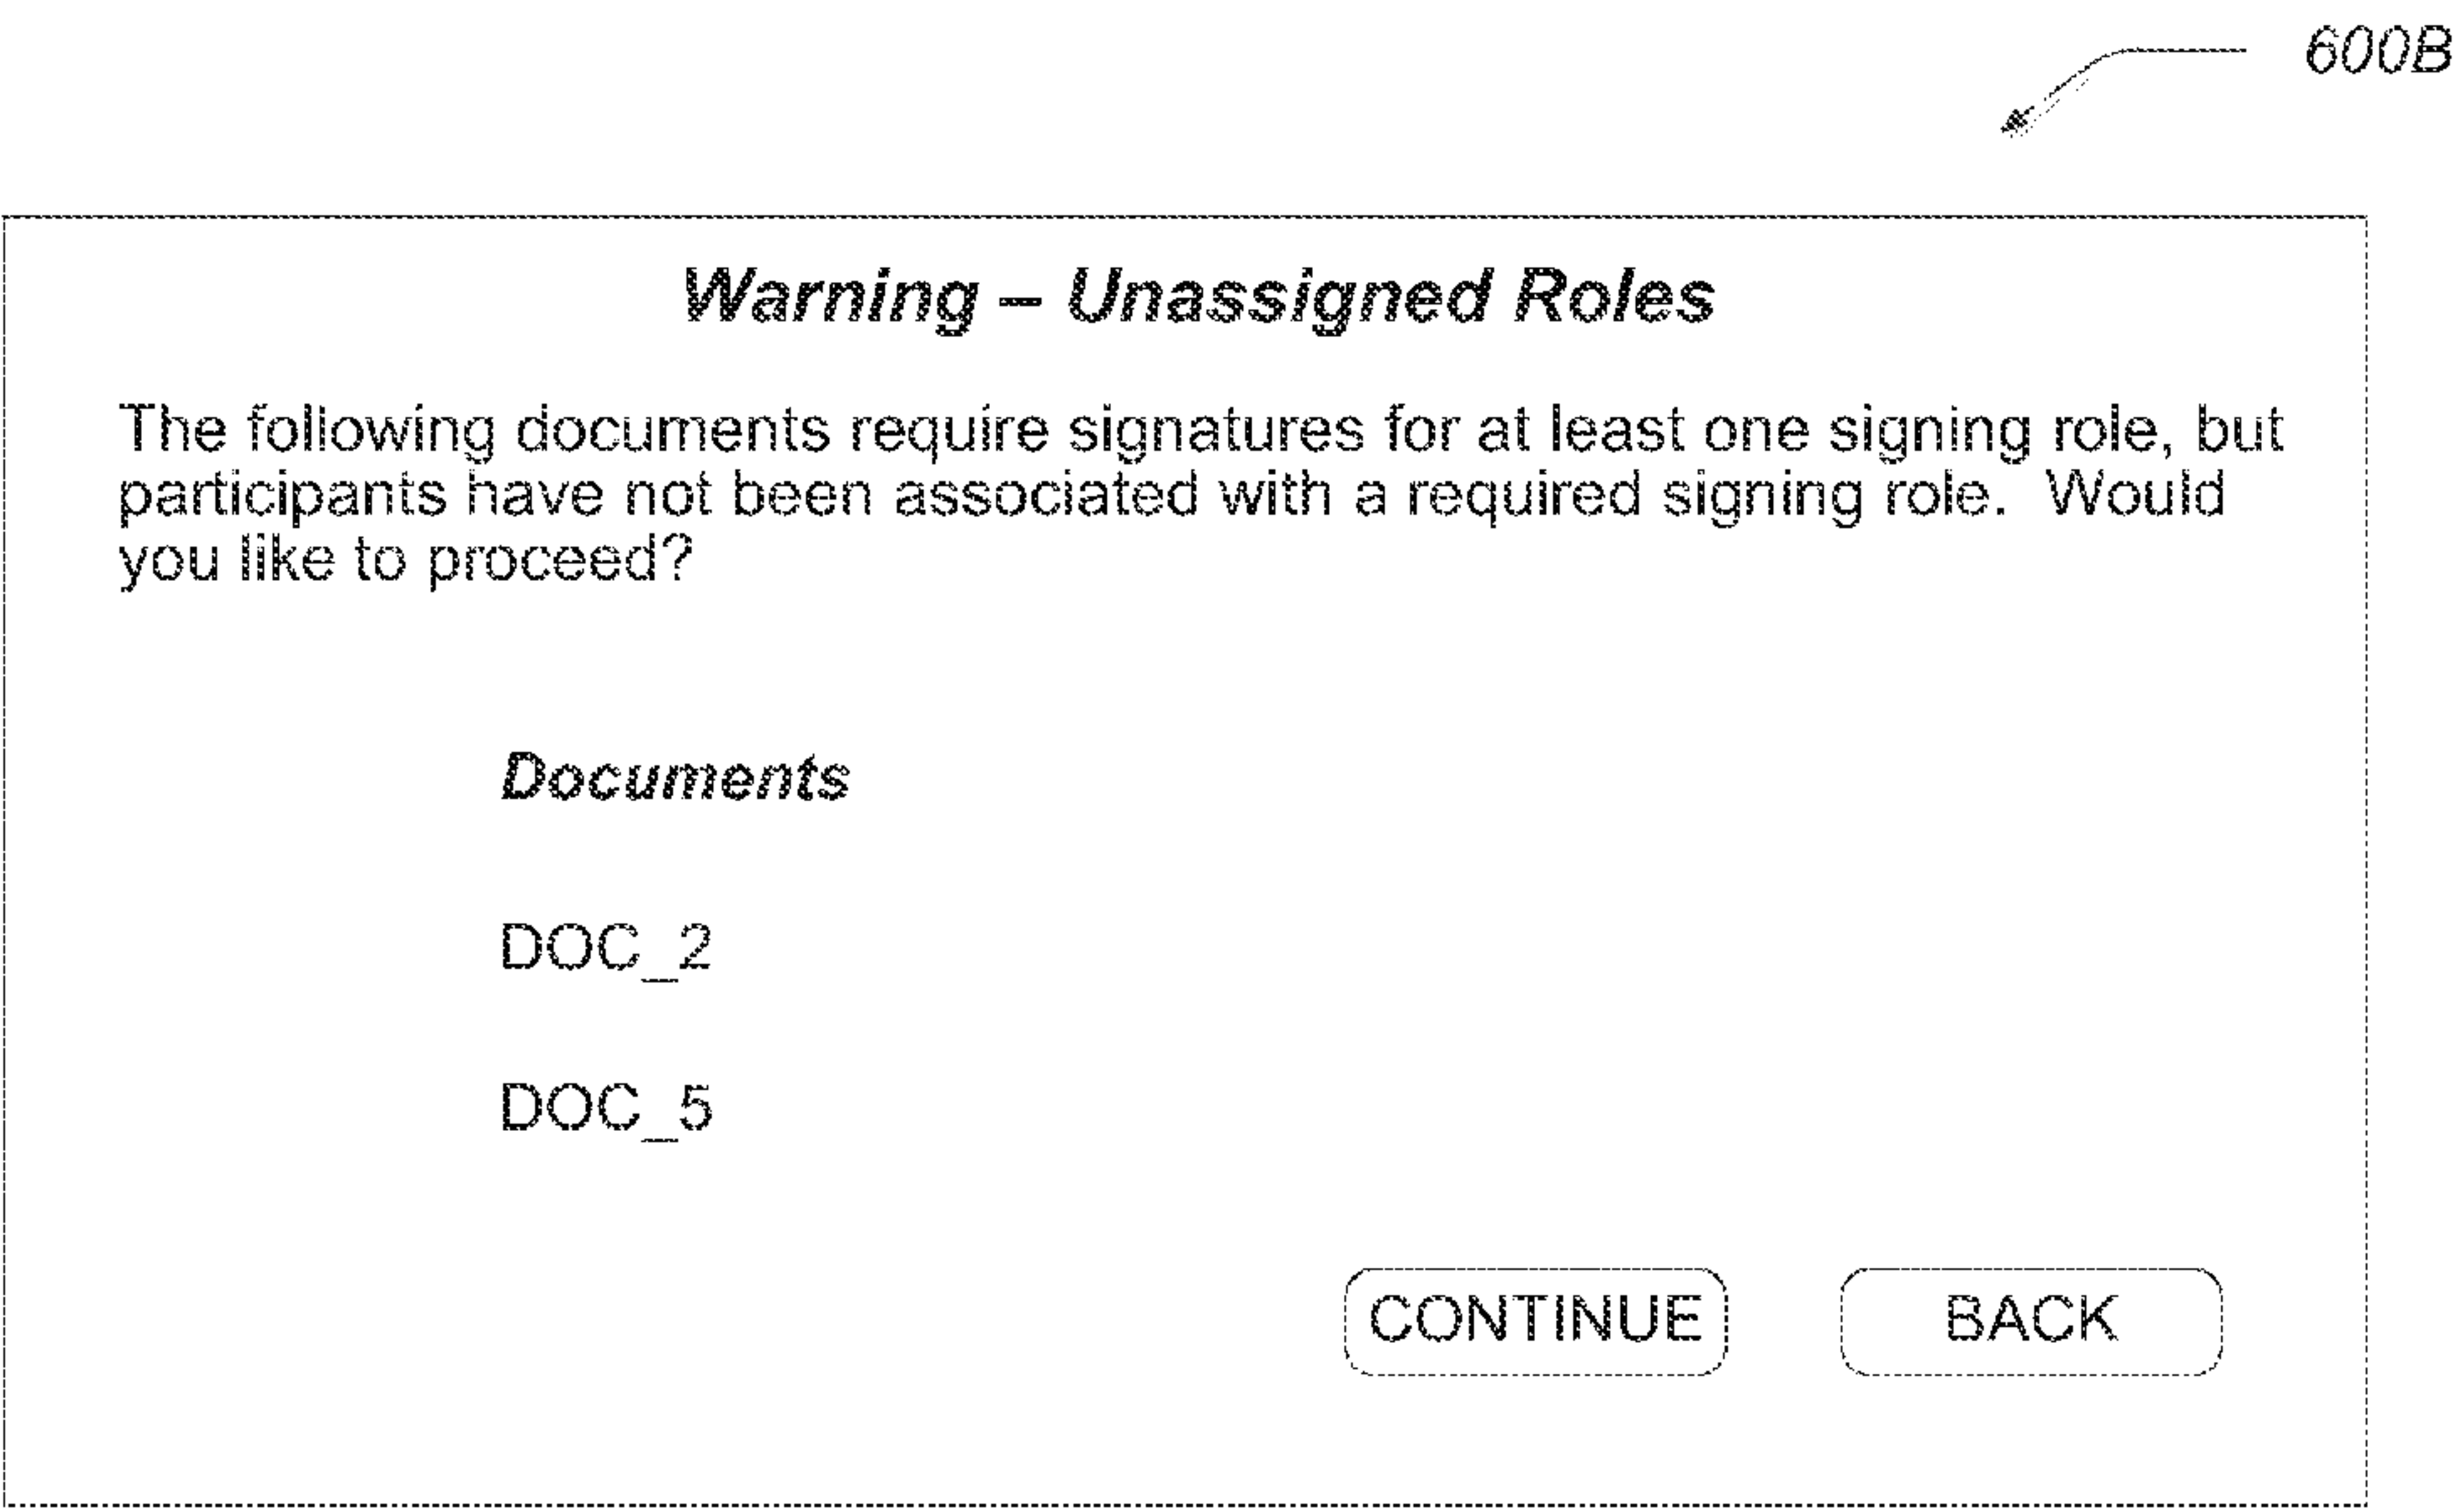 600B
Warning – Unassigned Roles
The following documents require signatures for at least one signing role, but
participants have not been associated with a required signing role.  Would
you like to proceed?
Documents
DOC_2
DOC_5
CONTINUE BACK